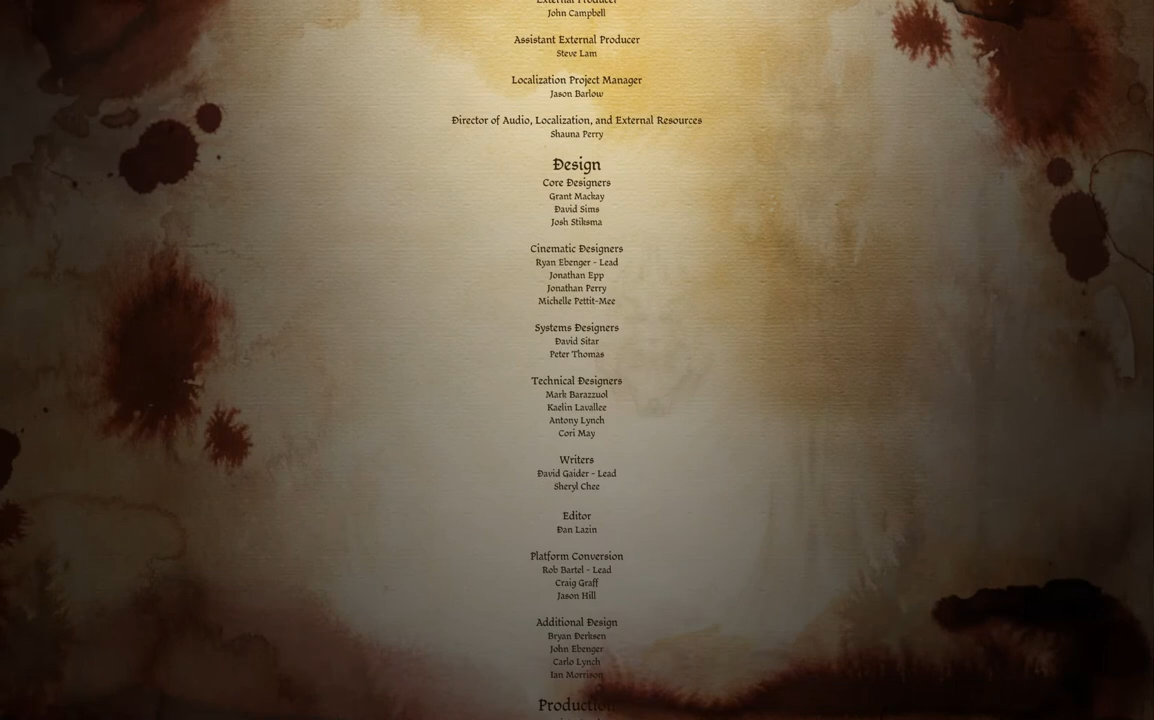 External Producer
John Campbell
Assistant External Producer
Steve Lam
Localization Project Manager
Jason Barlow
Director of Audio, Localization, and External Resources
Shauna Perry
Design
Core Designers
Grant Mackay
David Sims
Josh Stiksma
Cinematic Designers
Ryan Ebenger - Lead
Jonathan Epp
Jonathan Perry
Michelle Pettit-Mee
Systems Designers
David Sitar
Peter Thomas
Technical Designers
Mark Barazzuol
Kaelin Lavallee
Antony Lynch
Cori May
Writers
David Gaider - Lead
Sheryl Chee
Editor
Dan Lazin
Platform Conversion
Rob Bartel - Lead
Craig Graff
Jason Hill
Additional Design
Bryan Derksen
John Ebenger
Carlo Lynch
Ian Morrison
Production